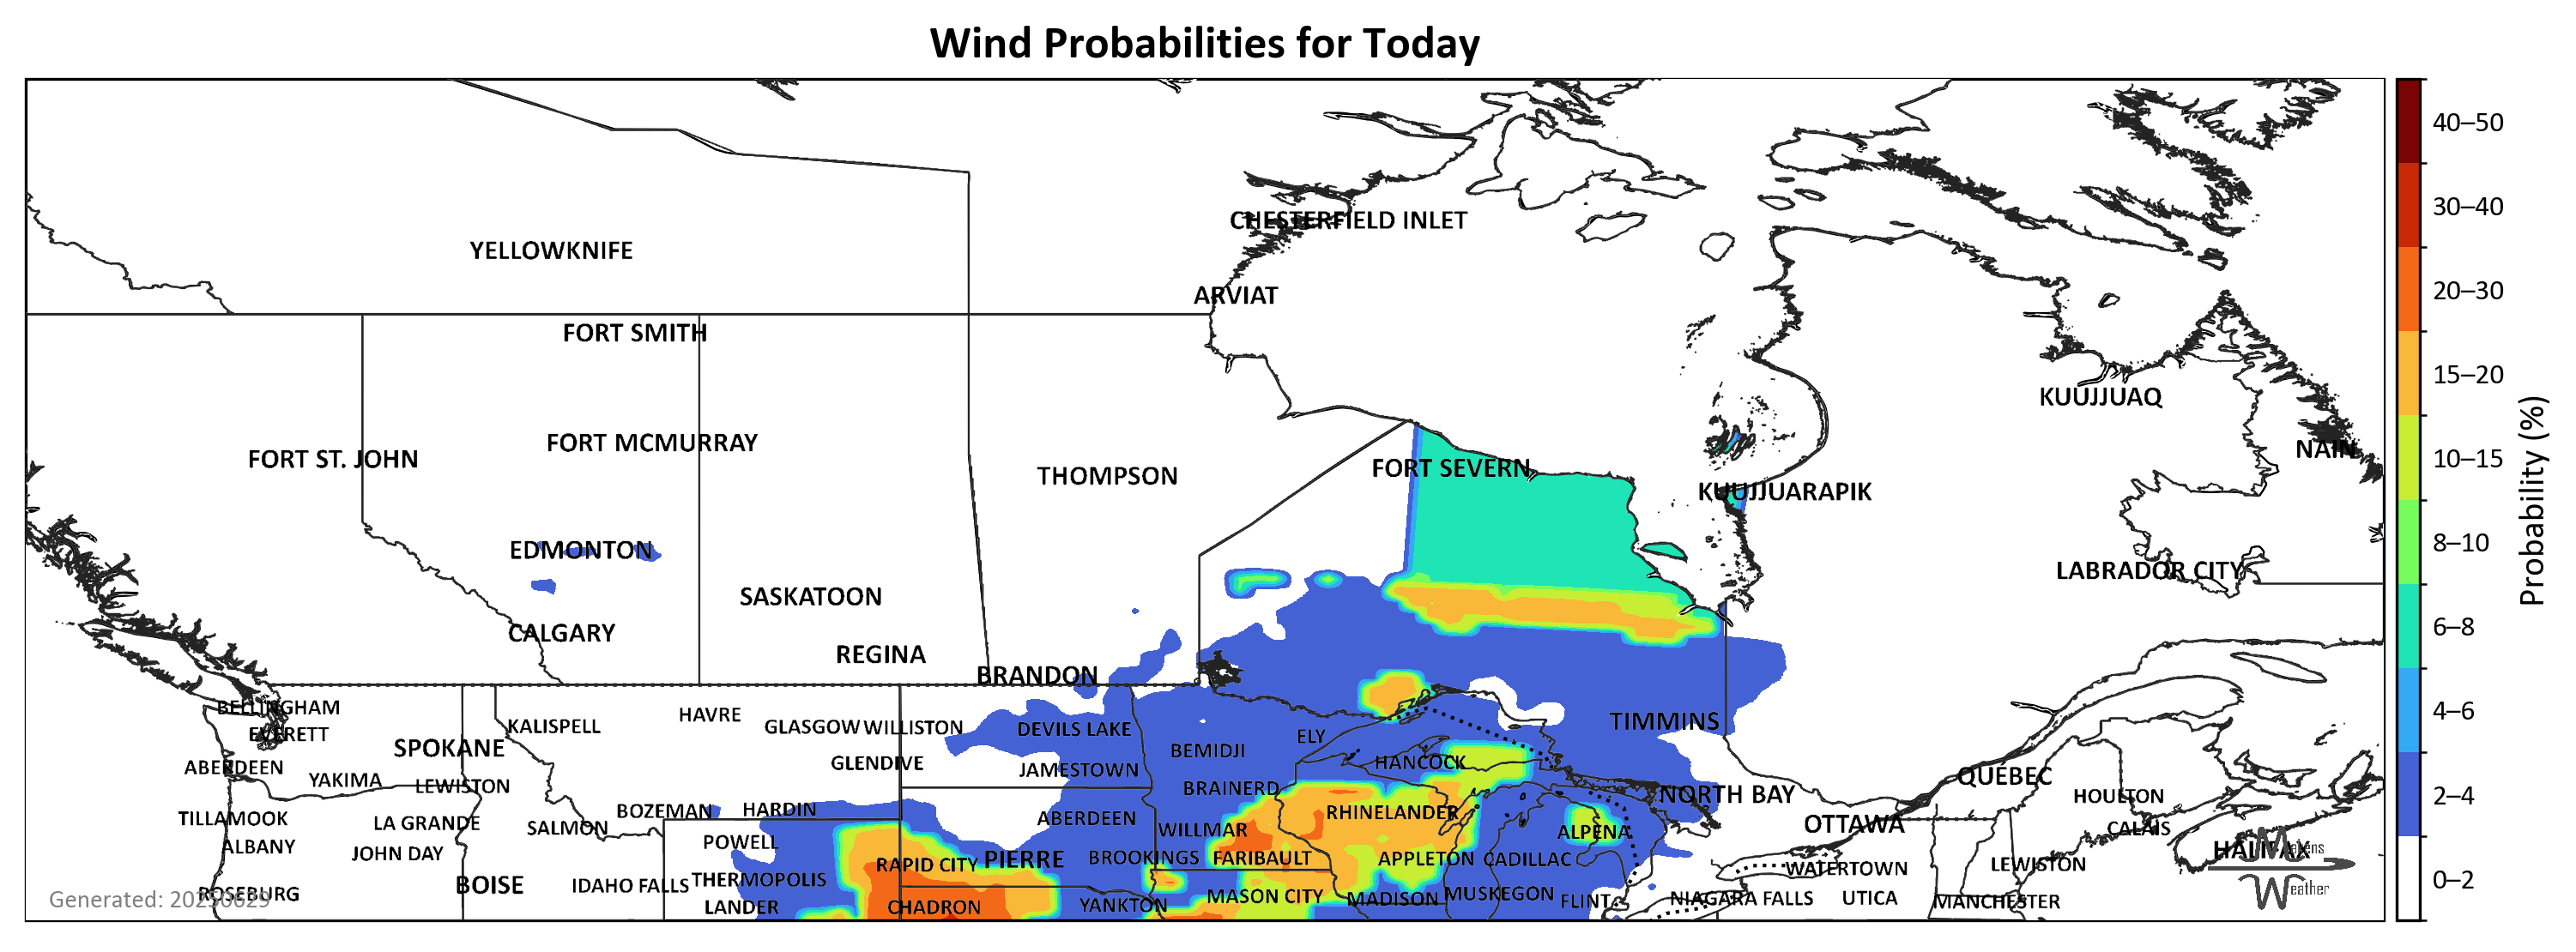 Wind Probabilities for Today
CHESTERFIELD INLET
YELLOWKNIFE
ARVIAT
FORT SMITH
KUUJJUAQ
FORT MCMURRAY
NAIN
FORT ST. JOHN
FORT SEVERN
THOMPSON
KUUJJUARAPIK
EDMONTON
LABRADOR CITY
SASKATOON
CALGARY
REGINA
BRANDON
BELLINGHAM
HAVRE
KALISPELL
GLASGOW
WILLISTON
DEVILS LAKE
TIMMINS
EVERETT
ELY
SPOKANE
BEMIDJI
GLENDIVE
HANCOCK
ABERDEEN
JAMESTOWN
QUÉBEC
YAKIMA
LEWISTON
BRAINERD
NORTH BAY
HOULTON
BOZEMAN
HARDIN
RHINELANDER
TILLAMOOK
ABERDEEN
LA GRANDE
SALMON
WILLMAR
OTTAWA
CALAIS
ALPENA
POWELL
ALBANY
HALIFAX
JOHN DAY
RAPID CITY
PIERRE
BROOKINGS
FARIBAULT
APPLETON
CADILLAC
WATERTOWN
LEWISTON
BOISE
IDAHO FALLS
THERMOPOLIS
ROSEBURG
MASON CITY
MUSKEGON
MADISON
FLINT
NIAGARA FALLS
UTICA
MANCHESTER
LANDER
CHADRON
YANKTON
Generated: 20250629
eather
40–50
30–40
20–30
15–20
10–15
8–10
6–8
4–6
2–4
0–2
Probability (%)